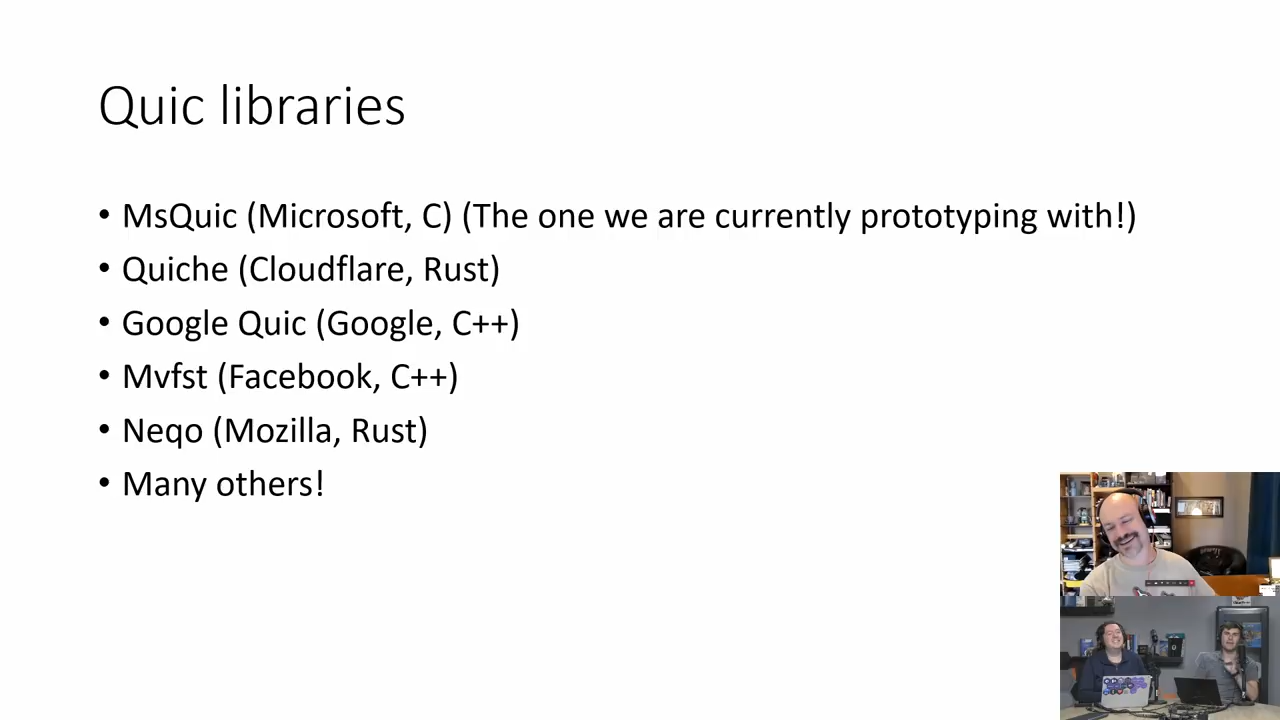 Quic libraries
• MsQuic (Microsoft, C) (The one we are currently prototyping with!)
• Quiche (Cloudflare, Rust)
• Google Quic (Google, C++)
• Mvfst (Facebook, C++)
• Neqo (Mozilla, Rust)
• Many others!